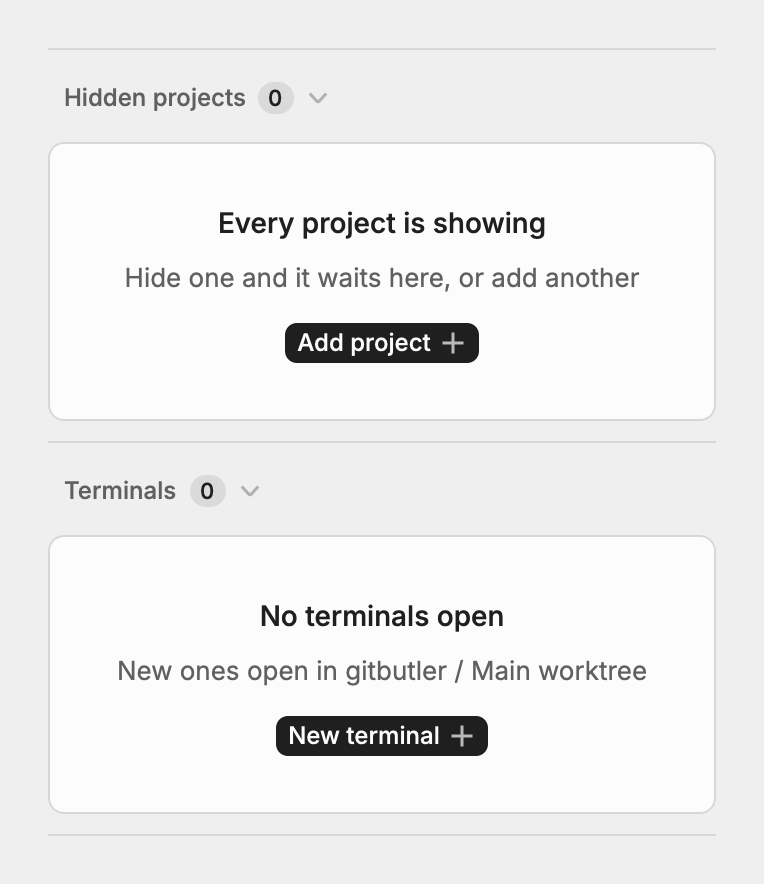 Hidden projects 0
Every project is showing
Hide one and it waits here, or add another
Add project
Terminals 0
No terminals open
New ones open in gitbutler / Main worktree
New terminal